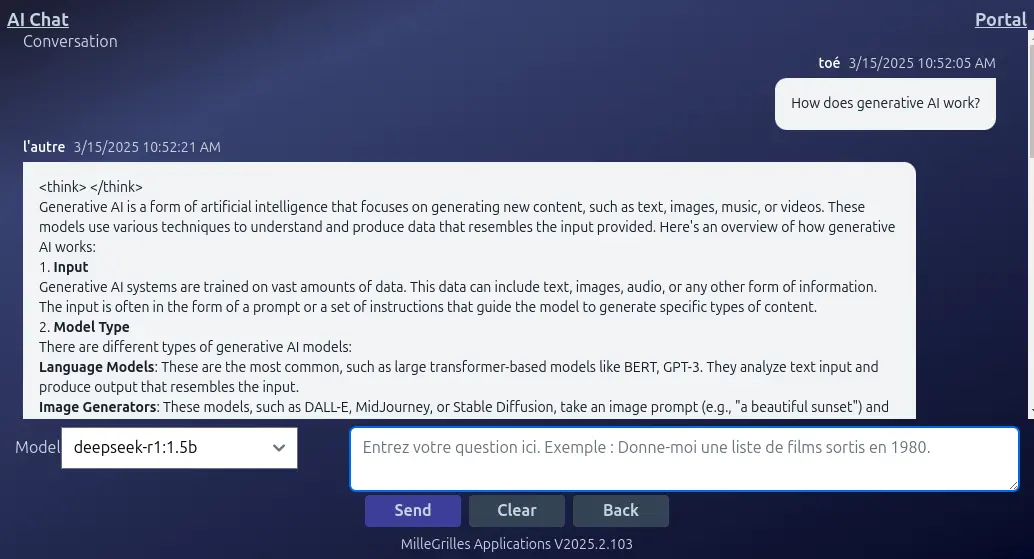 AI Chat
Portal
Conversation
toé 3/15/2025 10:52:05 AM
How does generative AI work?
l'autre 3/15/2025 10:52:21 AM
<think> </think>
Generative AI is a form of artificial intelligence that focuses on generating new content, such as text, images, music, or videos. These
models use various techniques to understand and produce data that resembles the input provided. Here's an overview of how generative
AI works:
1. Input
Generative AI systems are trained on vast amounts of data. This data can include text, images, audio, or any other form of information.
The input is often in the form of a prompt or a set of instructions that guide the model to generate specific types of content.
2. Model Type
There are different types of generative AI models:
Language Models: These are the most common, such as large transformer-based models like BERT, GPT-3. They analyze text input and
produce output that resembles the input.
Image Generators: These models, such as DALL-E, MidJourney, or Stable Diffusion, take an image prompt (e.g., "a beautiful sunset") and
Model deepseek-r1:1.5b
Entrez votre question ici. Exemple : Donne-moi une liste de films sortis en 1980.
Send Clear Back
MilleGrilles Applications V2025.2.103